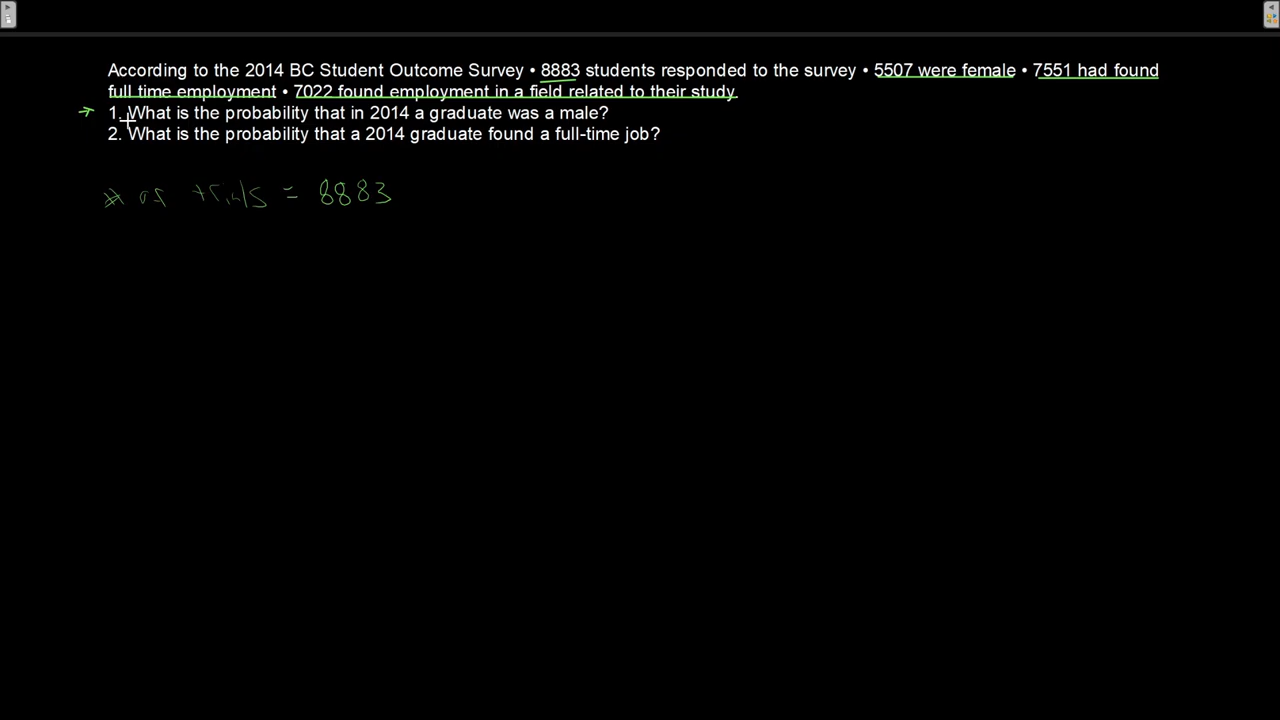 According to the 2014 BC Student Outcome Survey • 8883 students responded to the survey • 5507 were female • 7551 had found
full time employment • 7022 found employment in a field related to their study.
1. What is the probability that in 2014 a graduate was a male?
2. What is the probability that a 2014 graduate found a full-time job?
# of trials = 8883